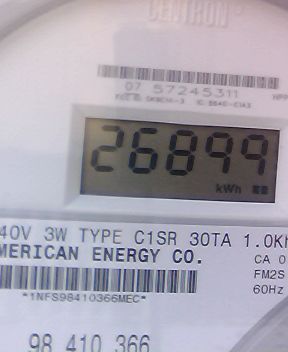 CENTRON®
07 57245311
26899
kWh
40V 3W TYPE C1SR 30TA 1.0Kh
MERICAN ENERGY CO.
CA 0
FM2S
60Hz
*1NFS98410366MEC*
98 410 366